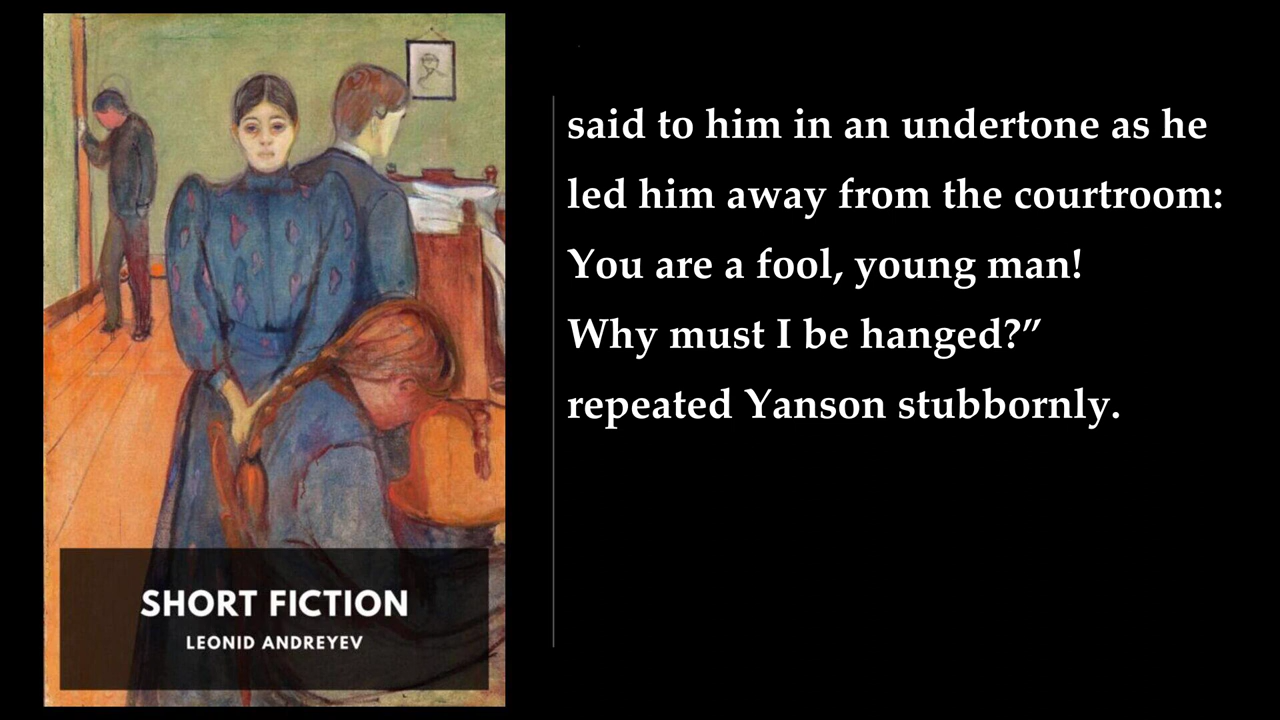 SHORT FICTION
LEONID ANDREYEV
said to him in an undertone as he
led him away from the courtroom:
You are a fool, young man!
Why must I be hanged?”
repeated Yanson stubbornly.